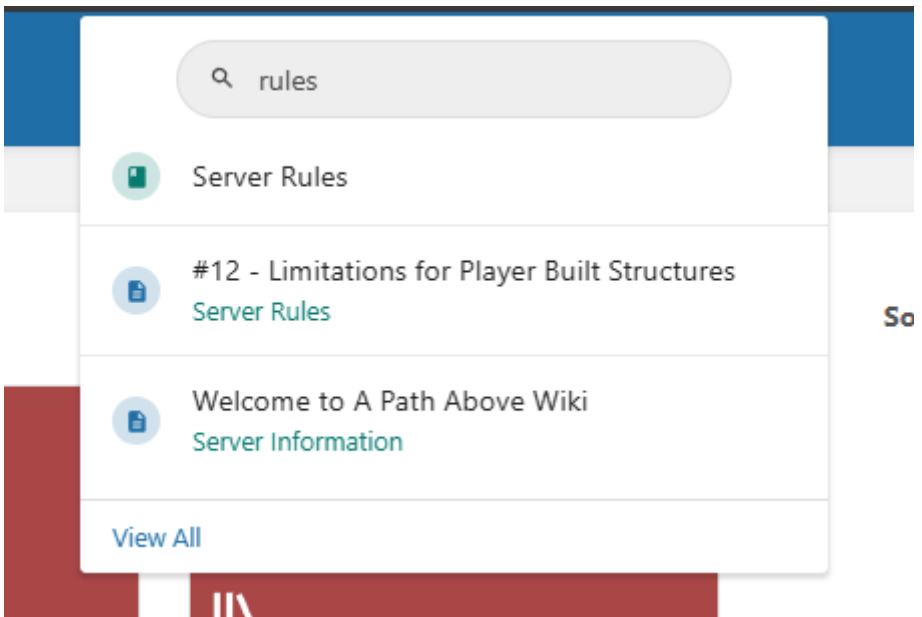 rules
Server Rules
#12 - Limitations for Player Built Structures
Server Rules
So
Welcome to A Path Above Wiki
Server Information
View All